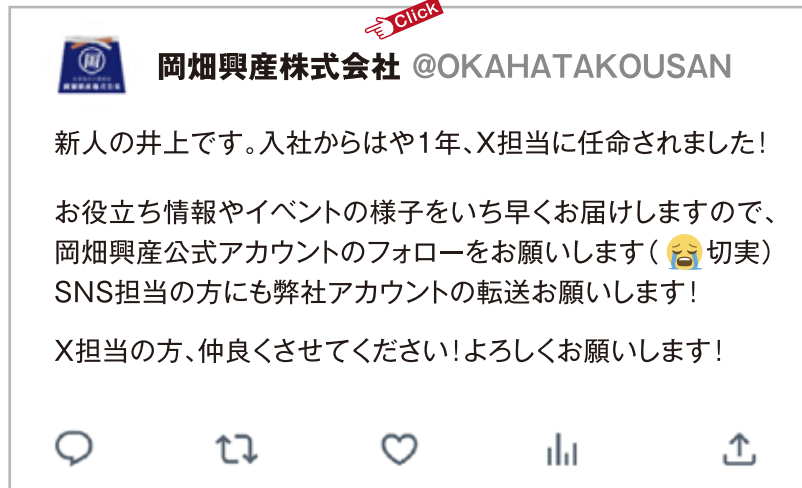 Click
岡
岡畑興産株式会社 @OKAHATAKOUSAN
新人の井上です。入社からはや1年、X担当に任命されました!
お役立ち情報やイベントの様子をいち早くお届けしますので、
岡畑興産公式アカウントのフォローをお願いします(😭切実)
SNS担当の方にも弊社アカウントの転送お願いします!
X担当の方、仲良くさせてください!よろしくお願いします!